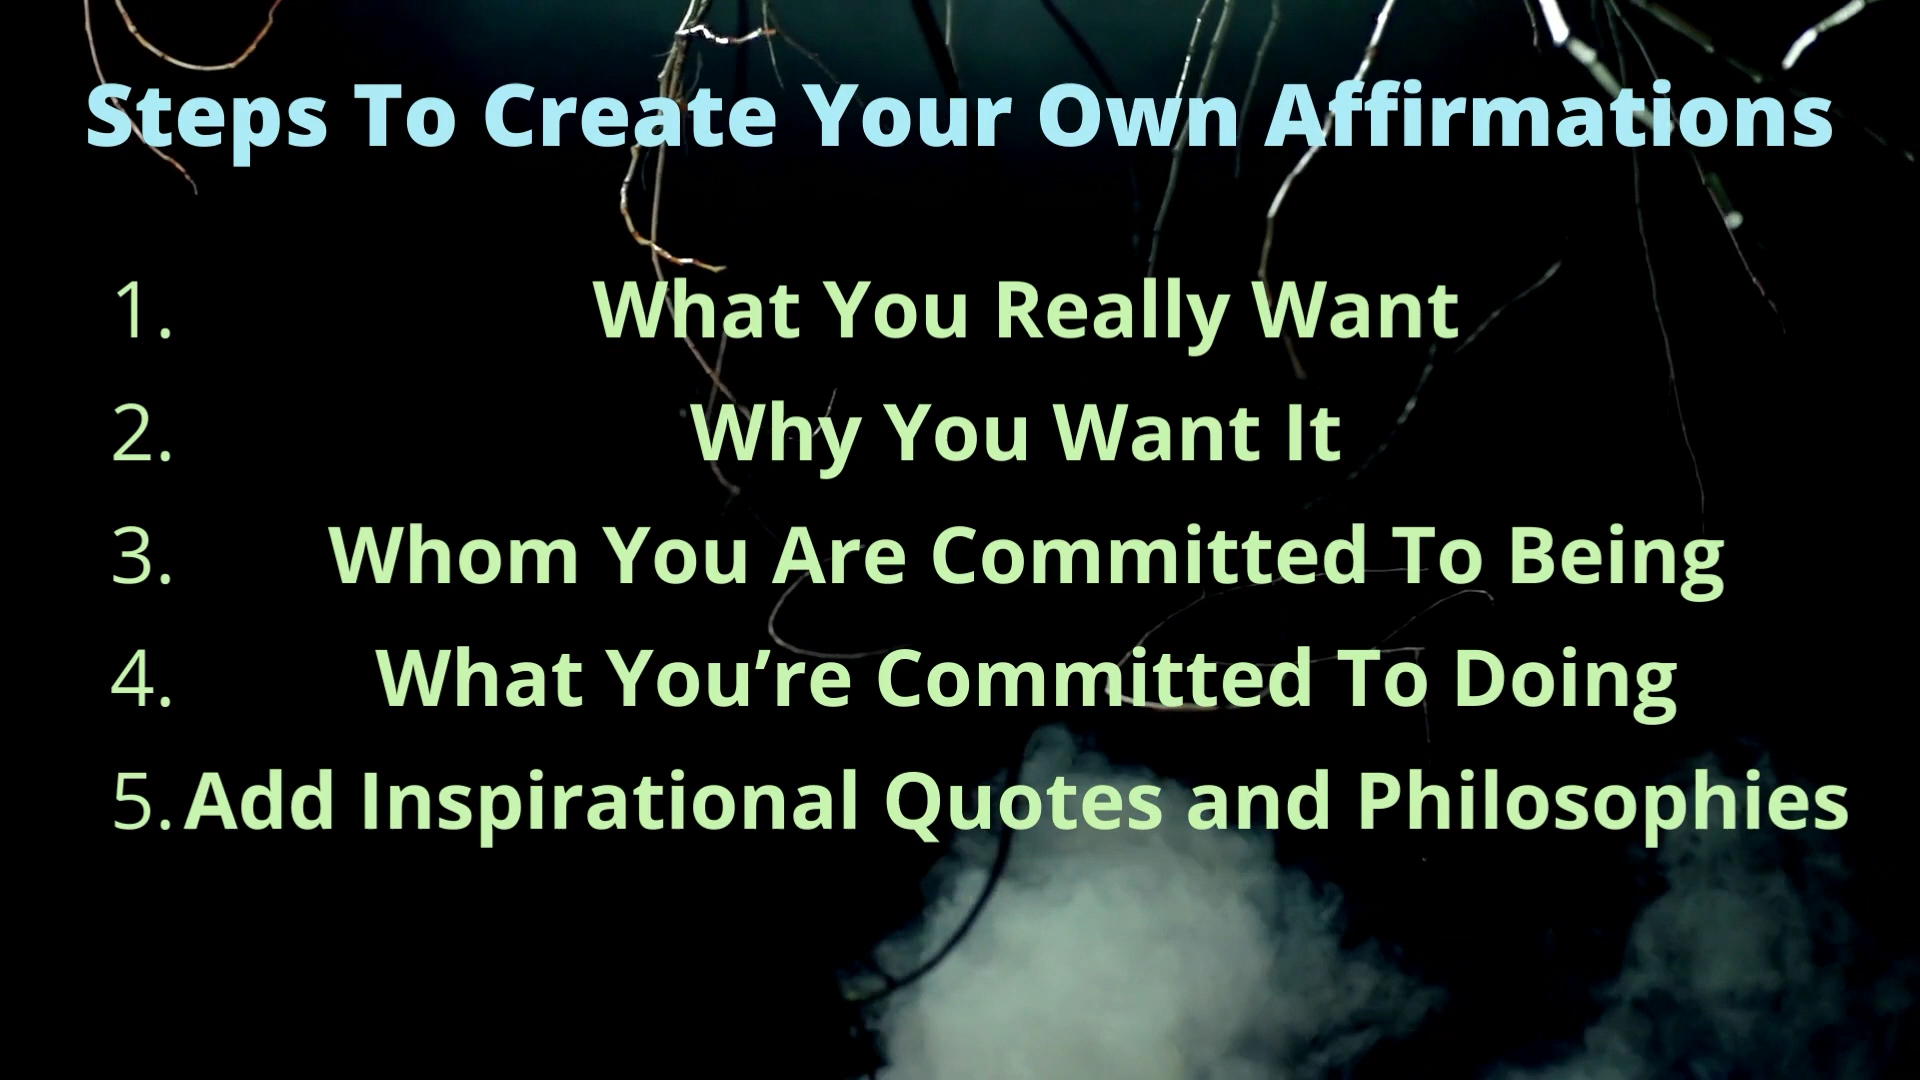 Steps To Create Your Own Affirmations
1. What You Really Want
2. Why You Want It
3. Whom You Are Committed To Being
4. What You’re Committed To Doing
5. Add Inspirational Quotes and Philosophies